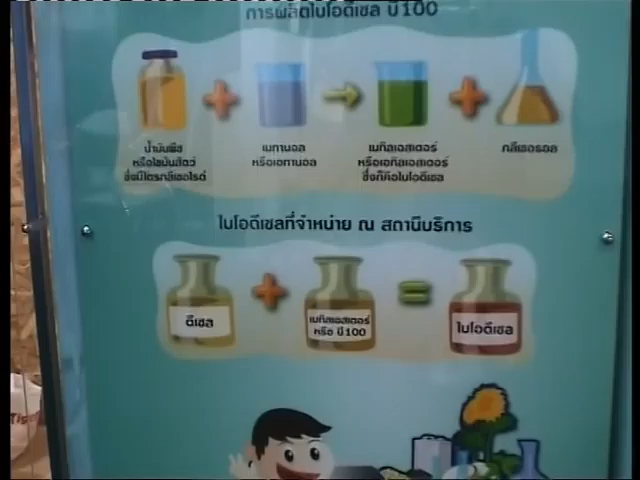 การผลิตไบโอดีเซล บี100
น้ำมันพืช
หรือไขมันสัตว์
ซึ่งมีไตรกลีเซอไรด์
เมทานอล
หรือเอทานอล
เมทิลเอสเตอร์
หรือเอทิลเอสเตอร์
ซึ่งก็คือไบโอดีเซล
กลีเซอรอล
ไบโอดีเซลที่จำหน่าย ณ สถานีบริการ
ดีเซล
เมทิลเอสเตอร์
หรือ บี100
ไบโอดีเซล